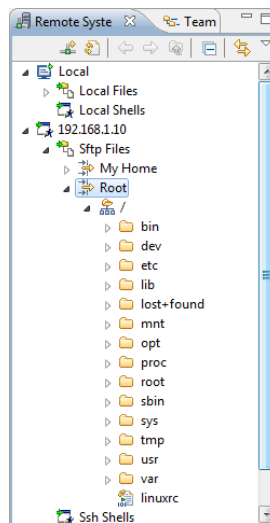 Remote Syste Team
Local
Local Files
Local Shells
192.168.1.10
Sftp Files
My Home
Root
/
bin
dev
etc
lib
lost+found
mnt
opt
proc
root
sbin
sys
tmp
usr
var
linuxrc
Ssh Shells